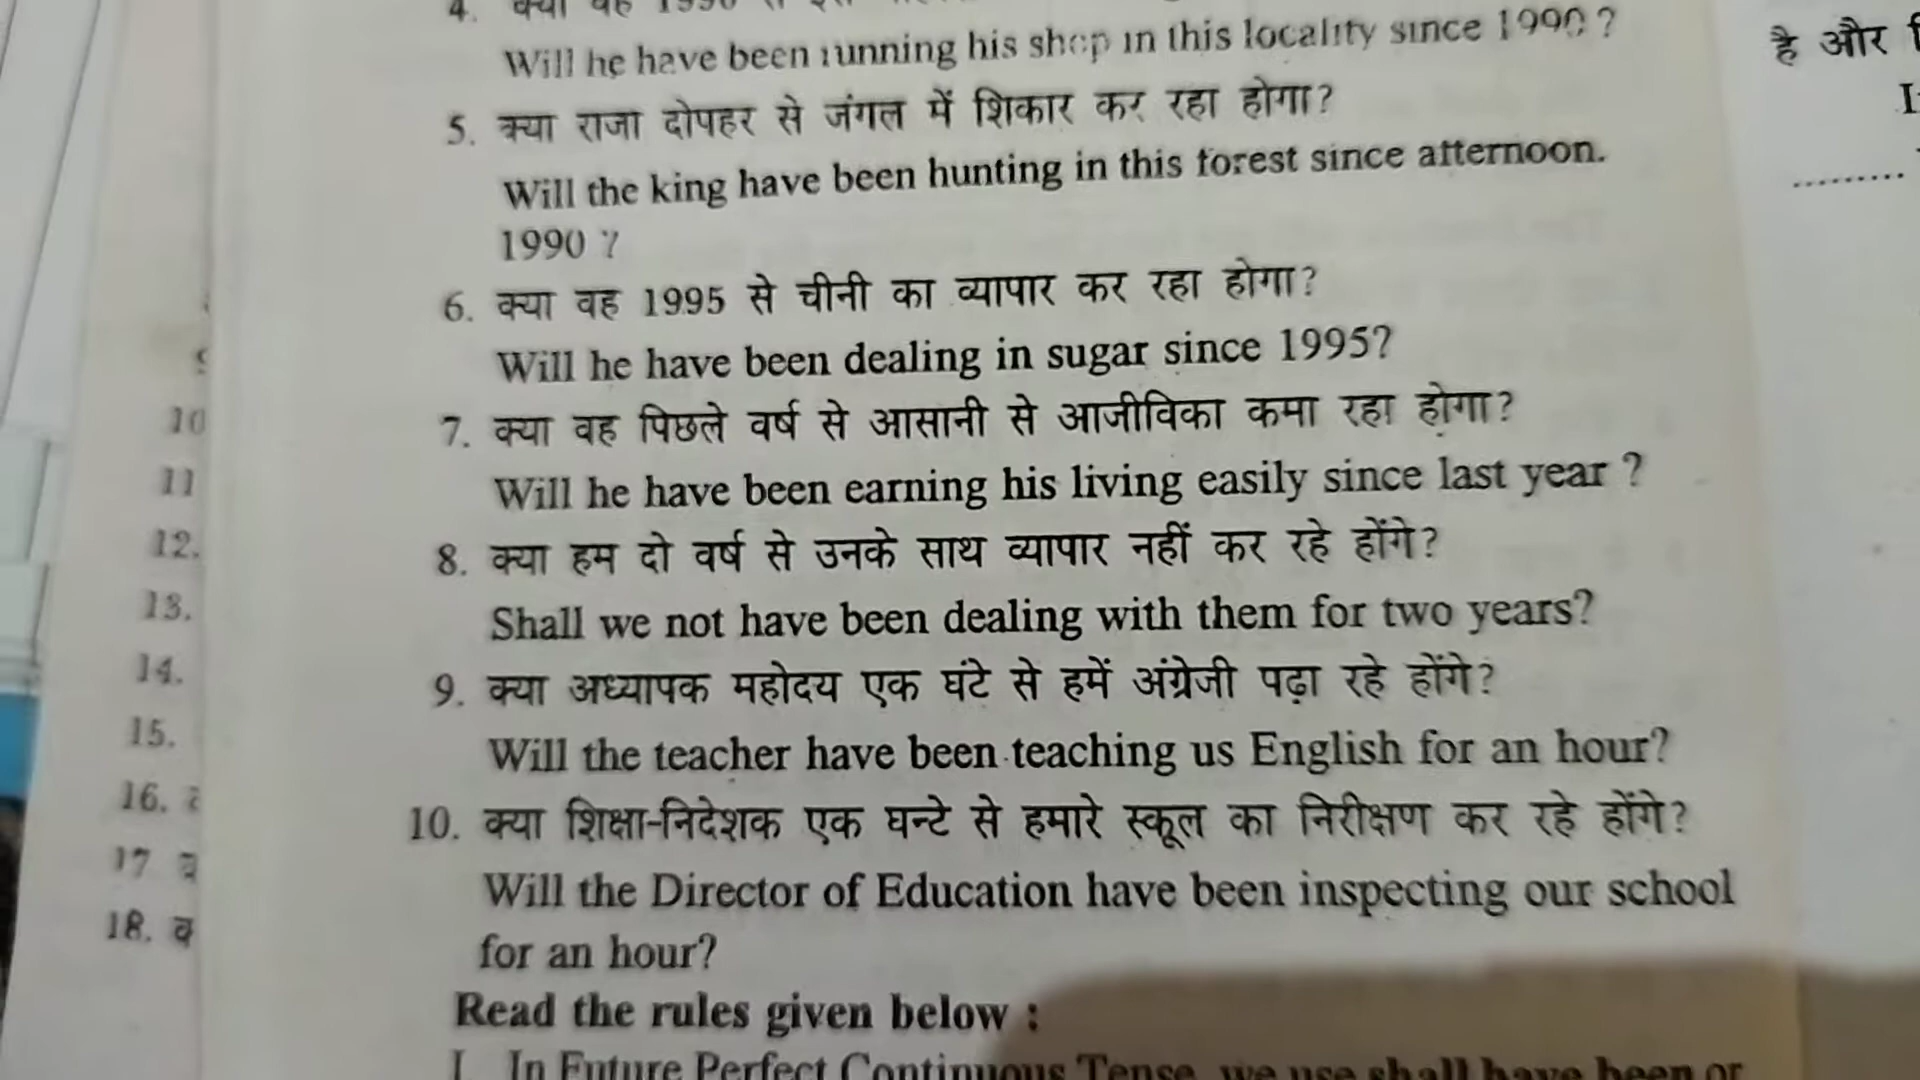 4. क्या वह 1990 से
Will he have been running his shop in this locality since 1990 ?
5. क्या राजा दोपहर से जंगल में शिकार कर रहा होगा?
Will the king have been hunting in this forest since afternoon.
1990 ?
6. क्या वह 1995 से चीनी का व्यापार कर रहा होगा?
Will he have been dealing in sugar since 1995?
7. क्या वह पिछले वर्ष से आसानी से आजीविका कमा रहा होगा?
Will he have been earning his living easily since last year ?
8. क्या हम दो वर्ष से उनके साथ व्यापार नहीं कर रहे होंगे?
Shall we not have been dealing with them for two years?
9. क्या अध्यापक महोदय एक घंटे से हमें अंग्रेजी पढ़ा रहे होंगे?
Will the teacher have been teaching us English for an hour?
10. क्या शिक्षा-निदेशक एक घन्टे से हमारे स्कूल का निरीक्षण कर रहे होंगे?
Will the Director of Education have been inspecting our school
for an hour?
Read the rules given below :
I. In Future Perfect Continuous Tense, we use shall have been or
10
11
12.
13.
14.
15.
16.
17
18. व
है और
..........